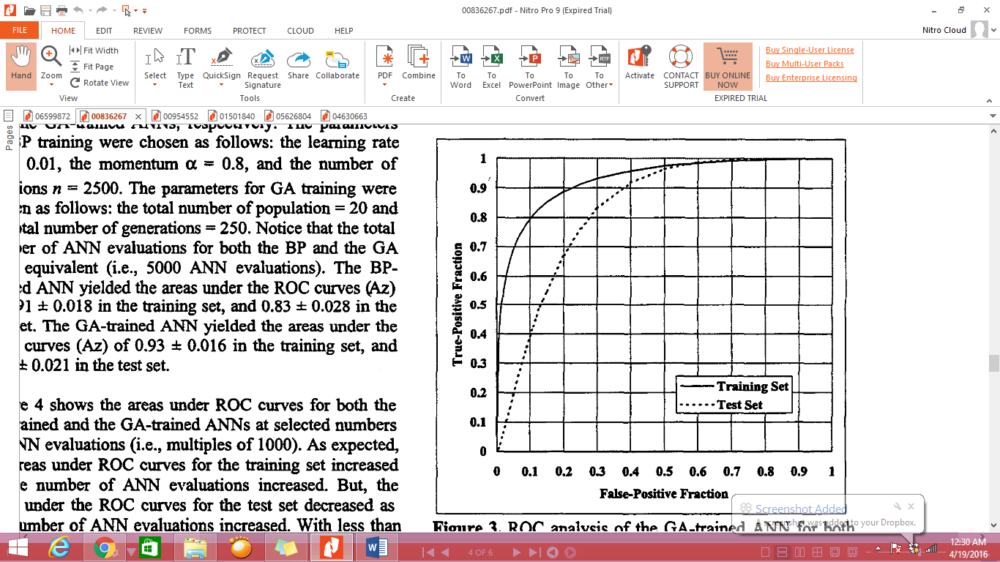 00836267.pdf - Nitro Pro 9 (Expired Trial)
FILE HOME EDIT REVIEW FORMS PROTECT CLOUD HELP Nitro Cloud
Hand
Zoom
Fit Width
Fit Page
Rotate View
View
Select
Type Text
QuickSign
Request Signature
Share
Collaborate
Tools
PDF
Combine
Create
To Word
To Excel
To PowerPoint
To Image
To Other
Convert
Activate
CONTACT SUPPORT
BUY ONLINE NOW
Buy Single-User License
Buy Multi-User Packs
Buy Enterprise Licensing
EXPIRED TRIAL
Pages
06599872 00836267 00954552 01501840 05626804 04630663
the GA-trained ANNs, respectively. The parameters
P training were chosen as follows: the learning rate
0.01, the momentum α = 0.8, and the number of
ions n = 2500. The parameters for GA training were
n as follows: the total number of population = 20 and
tal number of generations = 250. Notice that the total
er of ANN evaluations for both the BP and the GA
equivalent (i.e., 5000 ANN evaluations). The BP-
d ANN yielded the areas under the ROC curves (Az)
91 ± 0.018 in the training set, and 0.83 ± 0.028 in the
et. The GA-trained ANN yielded the areas under the
curves (Az) of 0.93 ± 0.016 in the training set, and
± 0.021 in the test set.
e 4 shows the areas under ROC curves for both the
rained and the GA-trained ANNs at selected numbers
NN evaluations (i.e., multiples of 1000). As expected,
reas under ROC curves for the training set increased
e number of ANN evaluations increased. But, the
under the ROC curves for the test set decreased as
umber of ANN evaluations increased. With less than
True-Positive Fraction
1
0.9
0.8
0.7
0.6
0.5
0.4
0.3
0.2
0.1
0
Training Set
Test Set
0 0.1 0.2 0.3 0.4 0.5 0.6 0.7 0.8 0.9 1
False-Positive Fraction
Figure 3. ROC analysis of the GA-trained ANN for both
Screenshot Added
A screenshot was added to your Dropbox.
4 OF 6
12:30 AM
4/19/2016